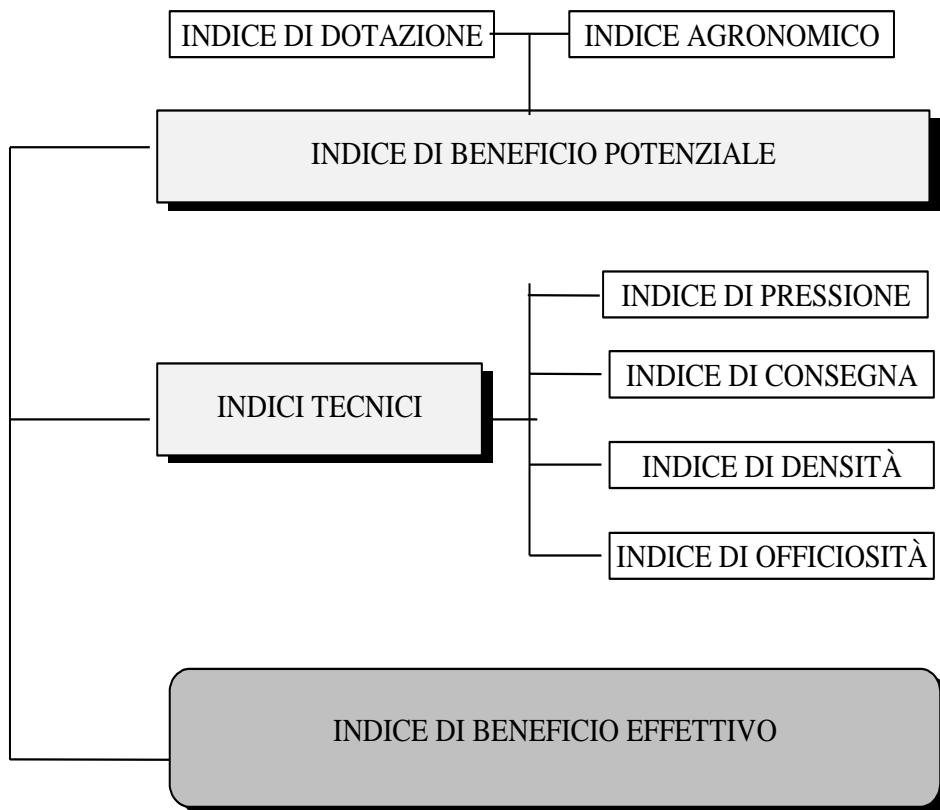 INDICE DI DOTAZIONE
INDICE AGRONOMICO
INDICE DI BENEFICIO POTENZIALE
INDICE DI PRESSIONE
INDICE DI CONSEGNA
INDICI TECNICI
INDICE DI DENSITÀ
INDICE DI OFFICIOSITÀ
INDICE DI BENEFICIO EFFETTIVO